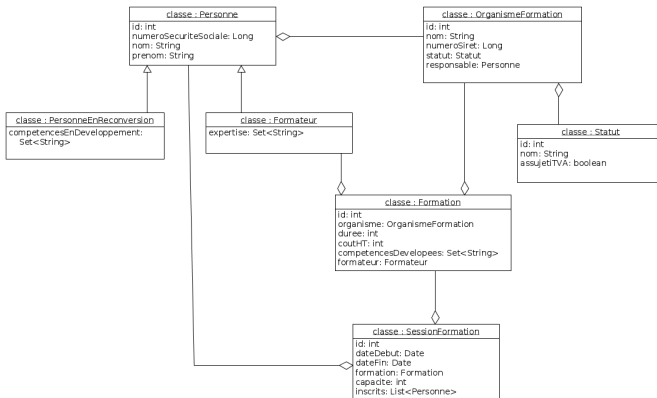 classe : Personne
id: int
numeroSecuriteSociale: Long
nom: String
prenom: String
classe : OrganismeFormation
id: int
nom: String
numeroSiret: Long
statut: Statut
responsable: Personne
classe : PersonneEnReconversion
competencesEnDeveloppement:
Set<String>
classe : Formateur
expertise: Set<String>
classe : Statut
id: int
nom: String
assujetiTVA: boolean
classe : Formation
id: int
organisme: OrganismeFormation
duree: int
coutHT: int
competencesDevelopees: Set<String>
formateur: Formateur
classe : SessionFormation
id: int
dateDebut: Date
dateFin: Date
formation: Formation
capacite: int
inscrits: List<Personne>